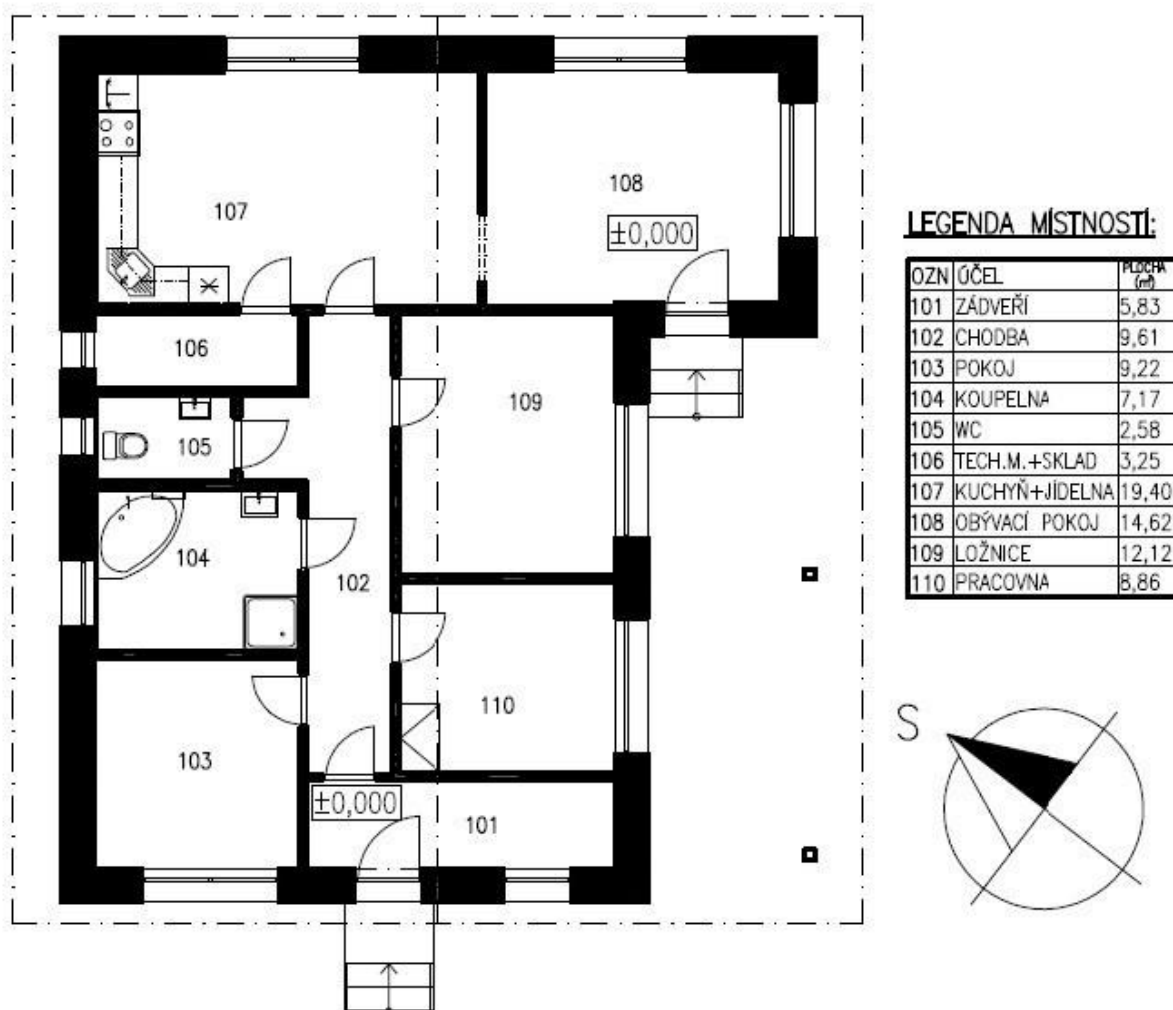 107
108
±0,000
106
105
109
104
102
103
110
±0,000
101
LEGENDA MÍSTNOSTÍ:
OZN ÚČEL PLOCHA (m²)
101 ZÁDVEŘÍ 5,83
102 CHODBA 9,61
103 POKOJ 9,22
104 KOUPELNA 7,17
105 WC 2,58
106 TECH.M.+SKLAD 3,25
107 KUCHYŇ+JÍDELNA 19,40
108 OBÝVACÍ POKOJ 14,62
109 LOŽNICE 12,12
110 PRACOVNA 8,86
S